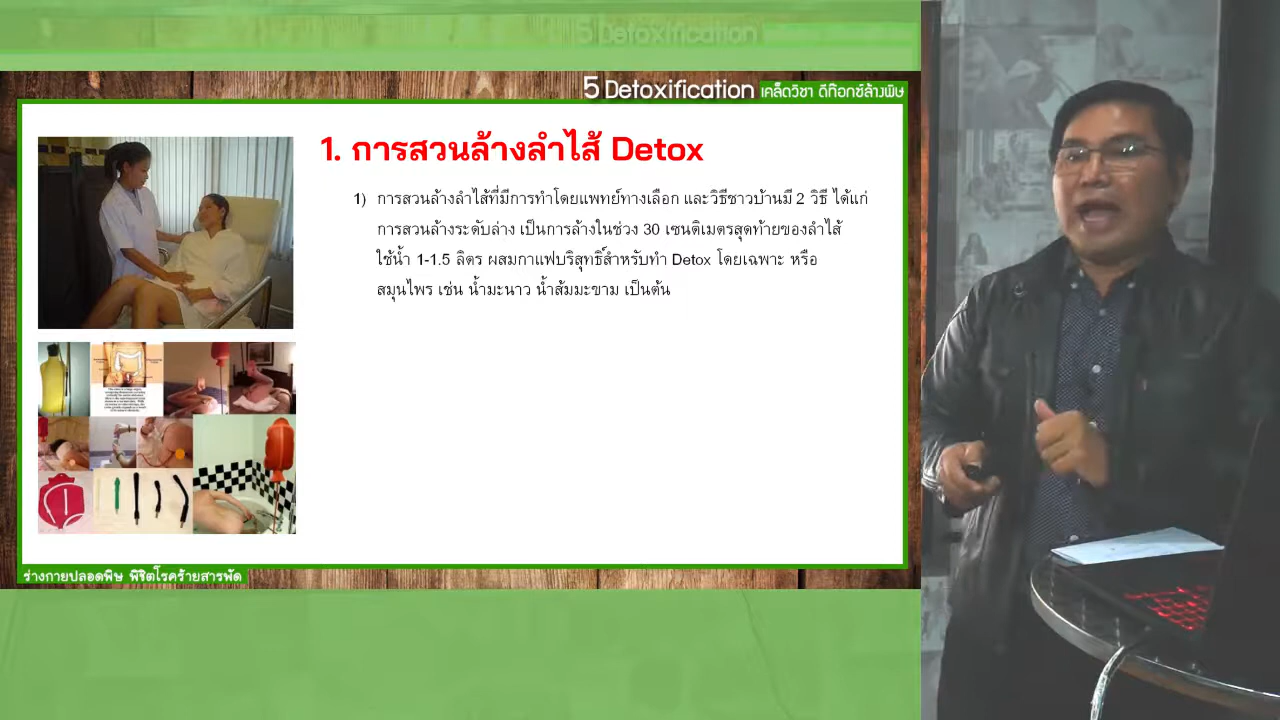 5 Detoxification
5 Detoxification เคล็ดวิชา ดีท๊อกซ์ล้างพิษ
1. การสวนล้างลำไส้ Detox
1) การสวนล้างลำไส้ที่มีการทำโดยแพทย์ทางเลือก และวิธีชาวบ้านมี 2 วิธี ได้แก่
การสวนล้างระดับล่าง เป็นการล้างในช่วง 30 เซนติเมตรสุดท้ายของลำไส้
ใช้น้ำ 1-1.5 ลิตร ผสมกาแฟบริสุทธิ์สำหรับทำ Detox โดยเฉพาะ หรือ
สมุนไพร เช่น น้ำมะนาว น้ำส้มมะขาม เป็นต้น
ร่างกายปลอดพิษ พิชิตโรคร้ายสารพัด